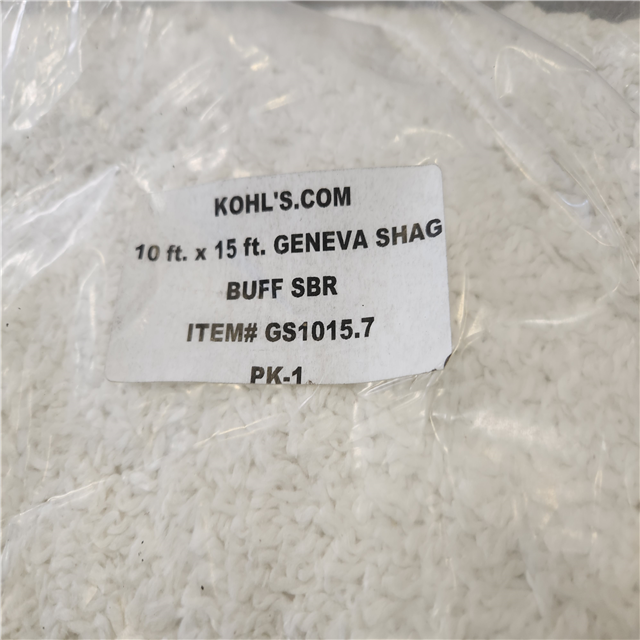 KOHL'S.COM
10 ft. x 15 ft. GENEVA SHAG
BUFF SBR
ITEM# GS1015.7
PK-1